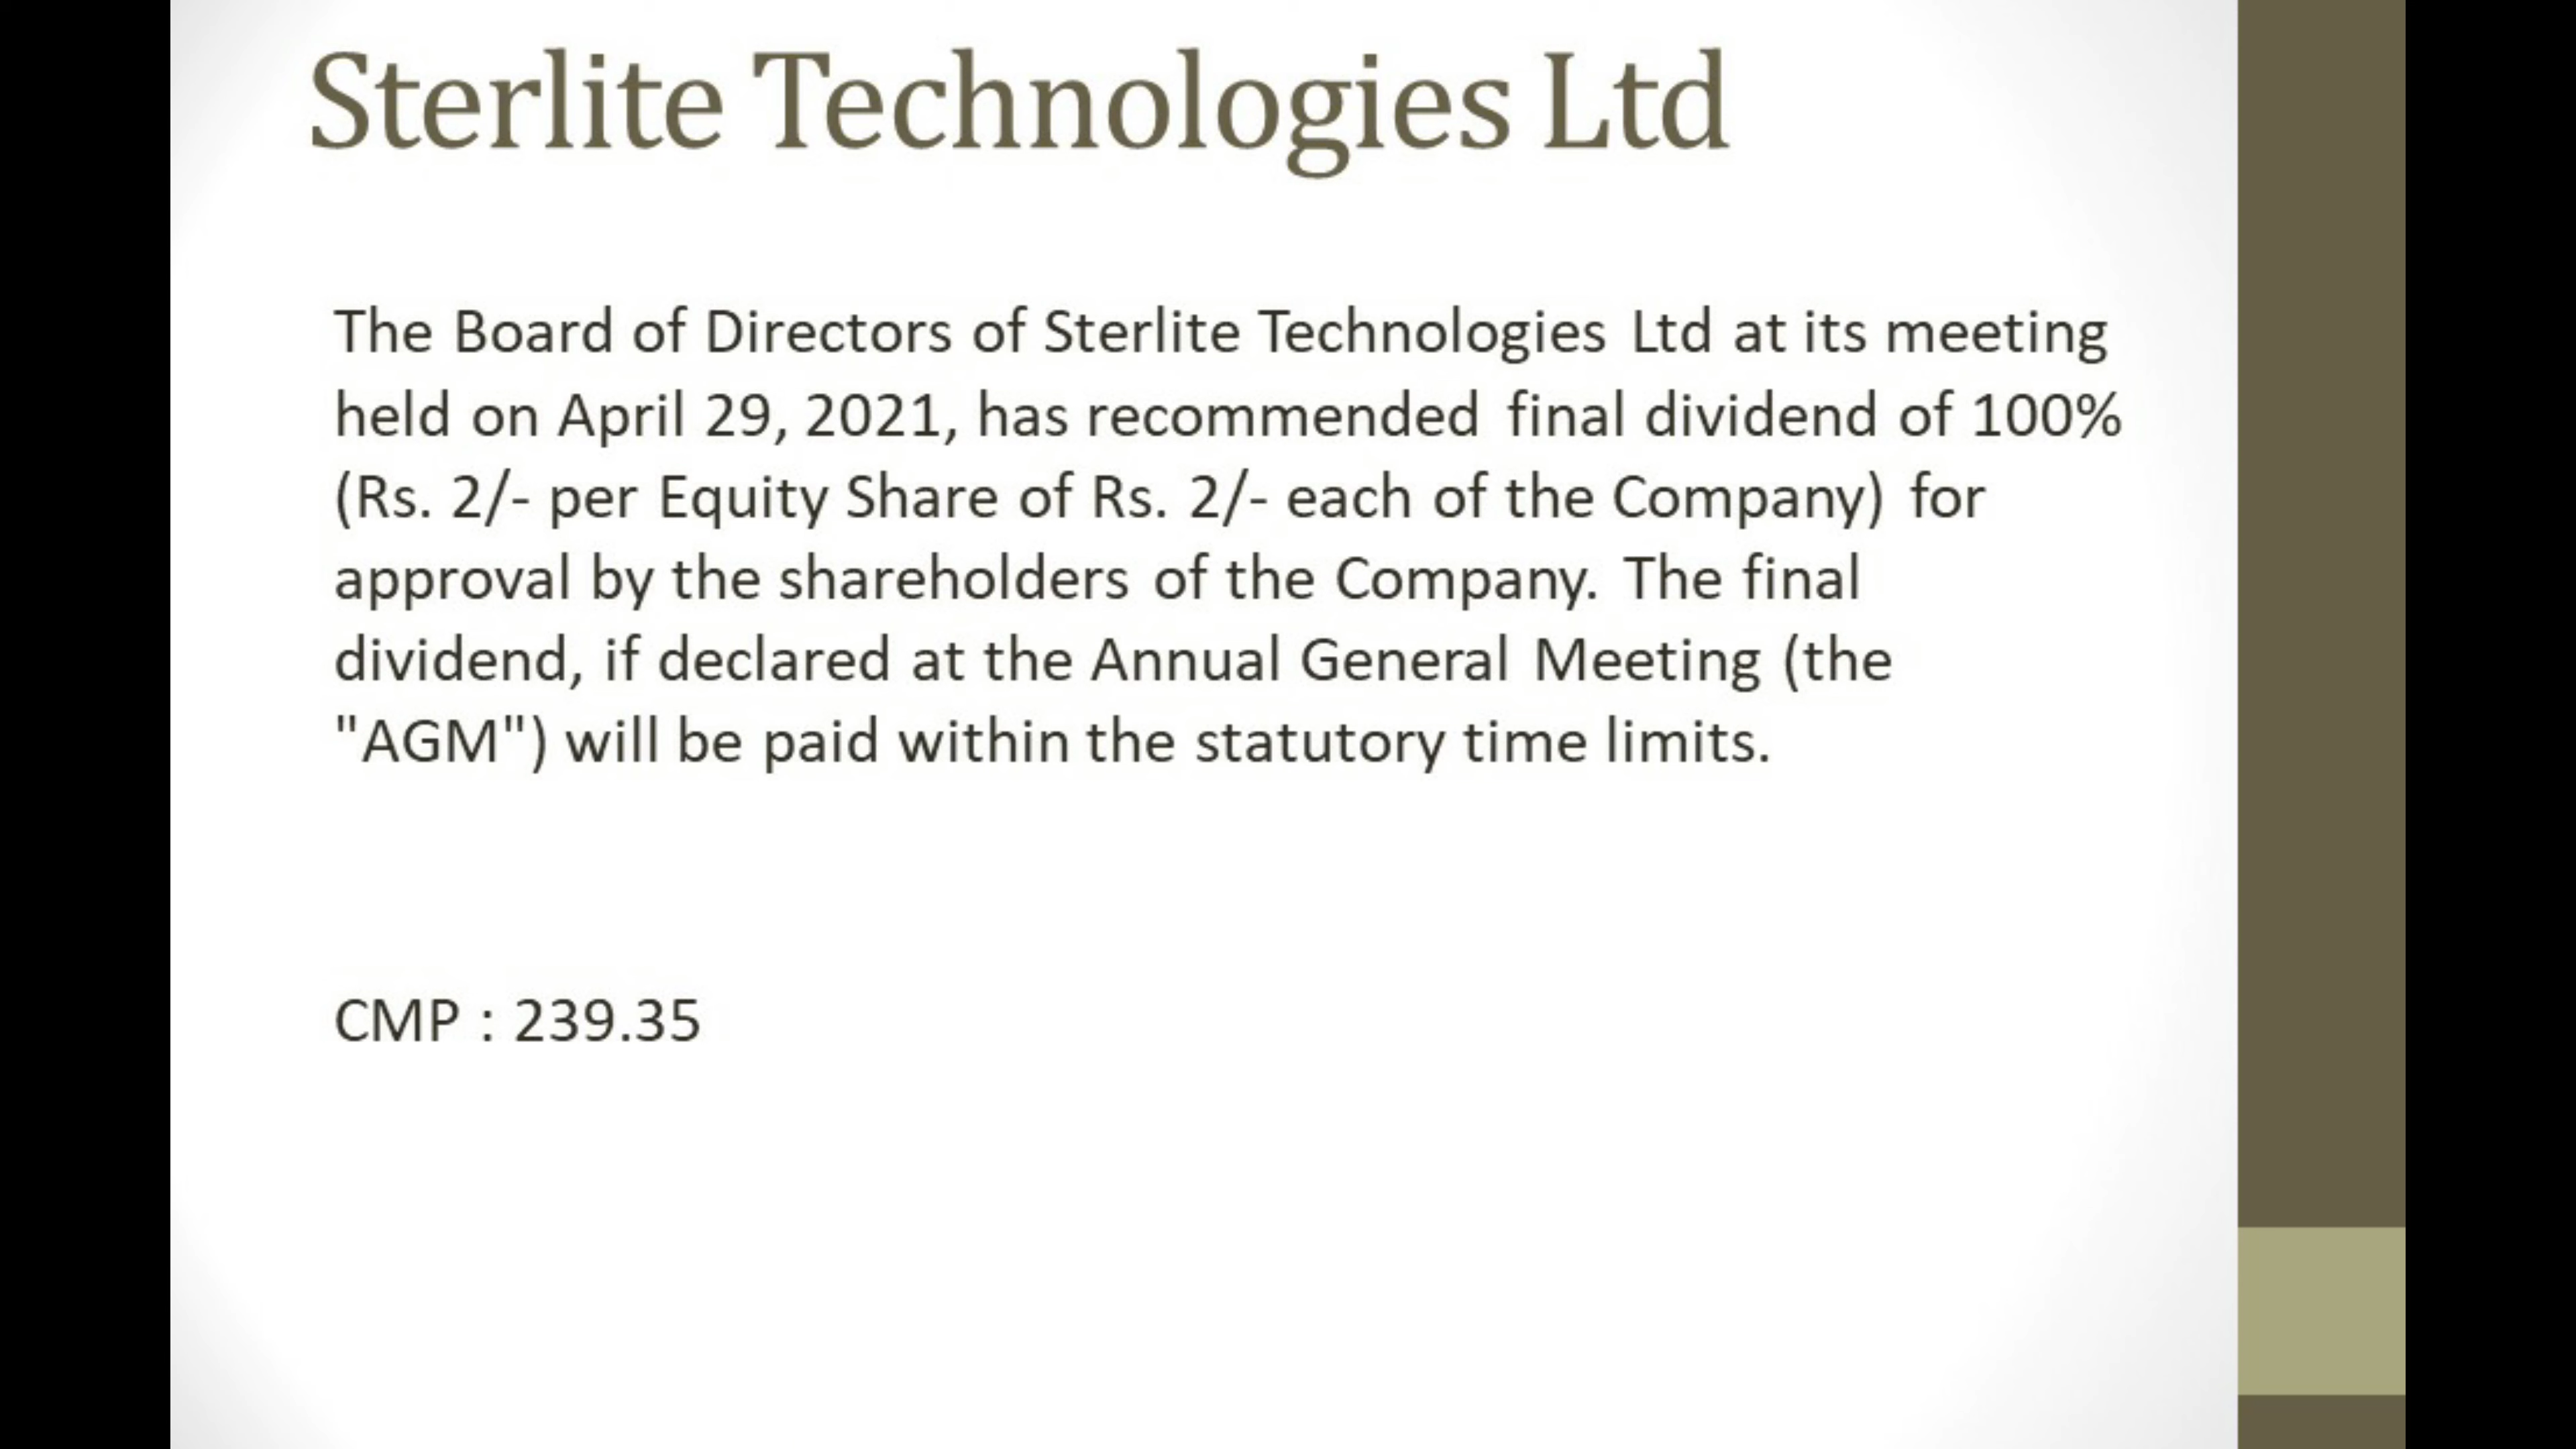 Sterlite Technologies Ltd
The Board of Directors of Sterlite Technologies Ltd at its meeting
held on April 29, 2021, has recommended final dividend of 100%
(Rs. 2/- per Equity Share of Rs. 2/- each of the Company) for
approval by the shareholders of the Company. The final
dividend, if declared at the Annual General Meeting (the
"AGM") will be paid within the statutory time limits.
CMP : 239.35